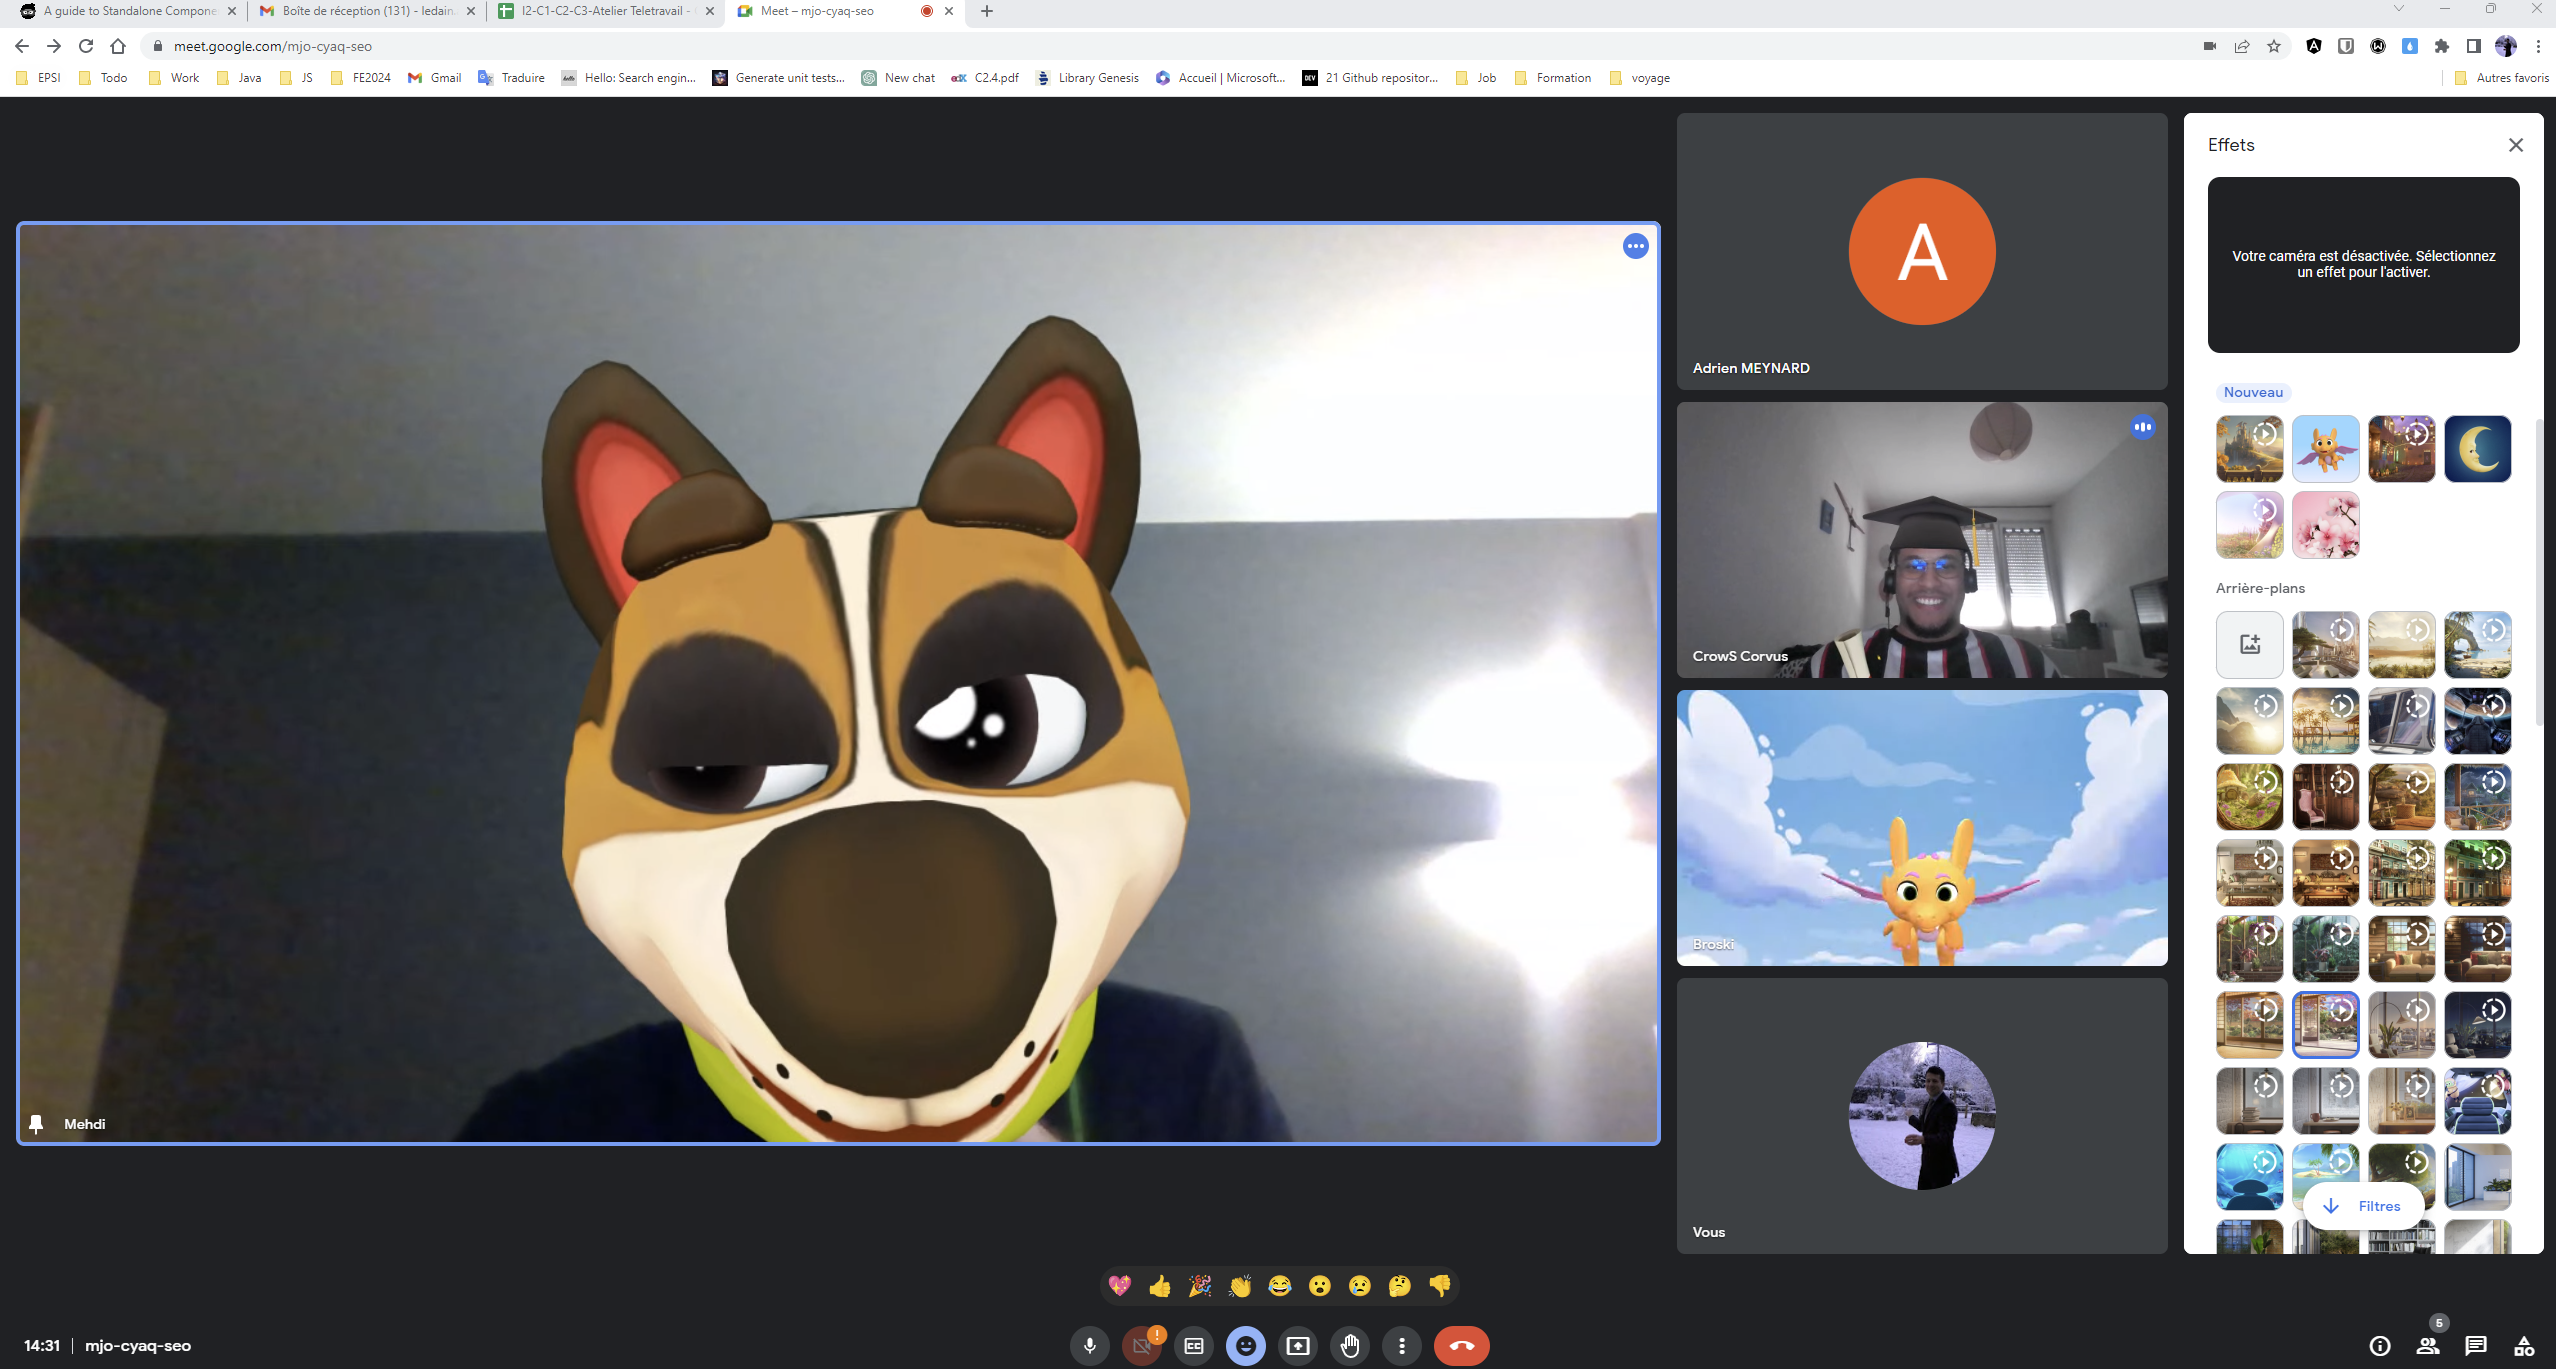 A guide to Standalone Compone
Boîte de réception (131) - ledain.
I2-C1-C2-C3-Atelier Teletravail -
Meet – mjo-cyaq-seo
meet.google.com/mjo-cyaq-seo
EPSI
Todo
Work
Java
JS
FE2024
Gmail
Traduire
Hello: Search engin...
Generate unit tests...
New chat
edX
C2.4.pdf
Library Genesis
Accueil | Microsoft...
DEV
21 Github repositor...
Job
Formation
voyage
Autres favoris
Effets
Votre caméra est désactivée. Sélectionnez
un effet pour l'activer.
Nouveau
Arrière-plans
Filtres
A
Adrien MEYNARD
CrowS Corvus
Broski
Vous
Mehdi
14:31 | mjo-cyaq-seo
CC
5